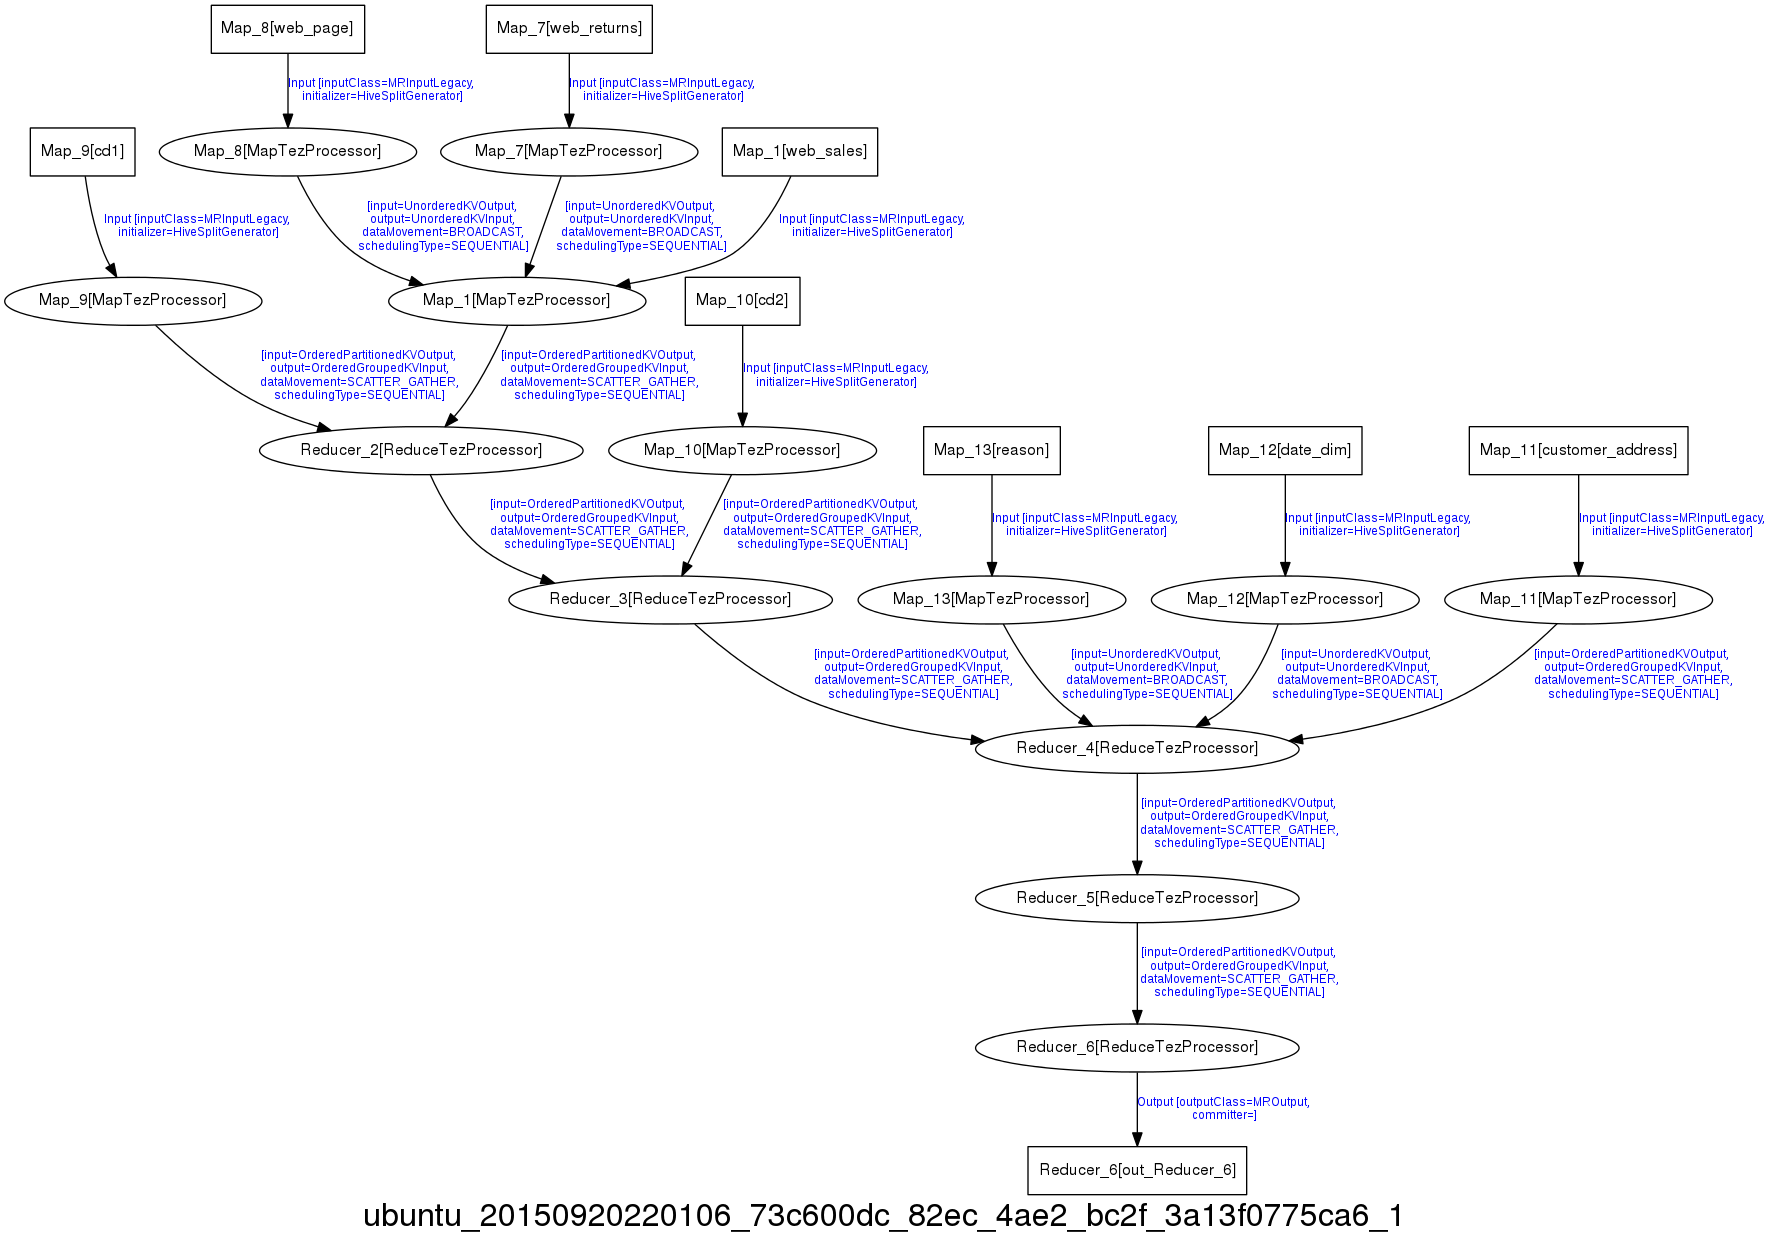 Map_8[web_page]
Map_7[web_returns]
Input [inputClass=MRInputLegacy,
initializer=HiveSplitGenerator]
Input [inputClass=MRInputLegacy,
initializer=HiveSplitGenerator]
Map_9[cd1]
Map_8[MapTezProcessor]
Map_7[MapTezProcessor]
Map_1[web_sales]
Input [inputClass=MRInputLegacy,
initializer=HiveSplitGenerator]
[input=UnorderedKVOutput,
output=UnorderedKVInput,
dataMovement=BROADCAST,
schedulingType=SEQUENTIAL]
[input=UnorderedKVOutput,
output=UnorderedKVInput,
dataMovement=BROADCAST,
schedulingType=SEQUENTIAL]
Input [inputClass=MRInputLegacy,
initializer=HiveSplitGenerator]
Map_9[MapTezProcessor]
Map_1[MapTezProcessor]
Map_10[cd2]
[input=OrderedPartitionedKVOutput,
output=OrderedGroupedKVInput,
dataMovement=SCATTER_GATHER,
schedulingType=SEQUENTIAL]
[input=OrderedPartitionedKVOutput,
output=OrderedGroupedKVInput,
dataMovement=SCATTER_GATHER,
schedulingType=SEQUENTIAL]
Input [inputClass=MRInputLegacy,
initializer=HiveSplitGenerator]
Reducer_2[ReduceTezProcessor]
Map_10[MapTezProcessor]
Map_13[reason]
Map_12[date_dim]
Map_11[customer_address]
[input=OrderedPartitionedKVOutput,
output=OrderedGroupedKVInput,
dataMovement=SCATTER_GATHER,
schedulingType=SEQUENTIAL]
[input=OrderedPartitionedKVOutput,
output=OrderedGroupedKVInput,
dataMovement=SCATTER_GATHER,
schedulingType=SEQUENTIAL]
Input [inputClass=MRInputLegacy,
initializer=HiveSplitGenerator]
Input [inputClass=MRInputLegacy,
initializer=HiveSplitGenerator]
Input [inputClass=MRInputLegacy,
initializer=HiveSplitGenerator]
Reducer_3[ReduceTezProcessor]
Map_13[MapTezProcessor]
Map_12[MapTezProcessor]
Map_11[MapTezProcessor]
[input=OrderedPartitionedKVOutput,
output=OrderedGroupedKVInput,
dataMovement=SCATTER_GATHER,
schedulingType=SEQUENTIAL]
[input=UnorderedKVOutput,
output=UnorderedKVInput,
dataMovement=BROADCAST,
schedulingType=SEQUENTIAL]
[input=UnorderedKVOutput,
output=UnorderedKVInput,
dataMovement=BROADCAST,
schedulingType=SEQUENTIAL]
[input=OrderedPartitionedKVOutput,
output=OrderedGroupedKVInput,
dataMovement=SCATTER_GATHER,
schedulingType=SEQUENTIAL]
Reducer_4[ReduceTezProcessor]
[input=OrderedPartitionedKVOutput,
output=OrderedGroupedKVInput,
dataMovement=SCATTER_GATHER,
schedulingType=SEQUENTIAL]
Reducer_5[ReduceTezProcessor]
[input=OrderedPartitionedKVOutput,
output=OrderedGroupedKVInput,
dataMovement=SCATTER_GATHER,
schedulingType=SEQUENTIAL]
Reducer_6[ReduceTezProcessor]
Output [outputClass=MROutput,
committer=]
Reducer_6[out_Reducer_6]
ubuntu_20150920220106_73c600dc_82ec_4ae2_bc2f_3a13f0775ca6_1